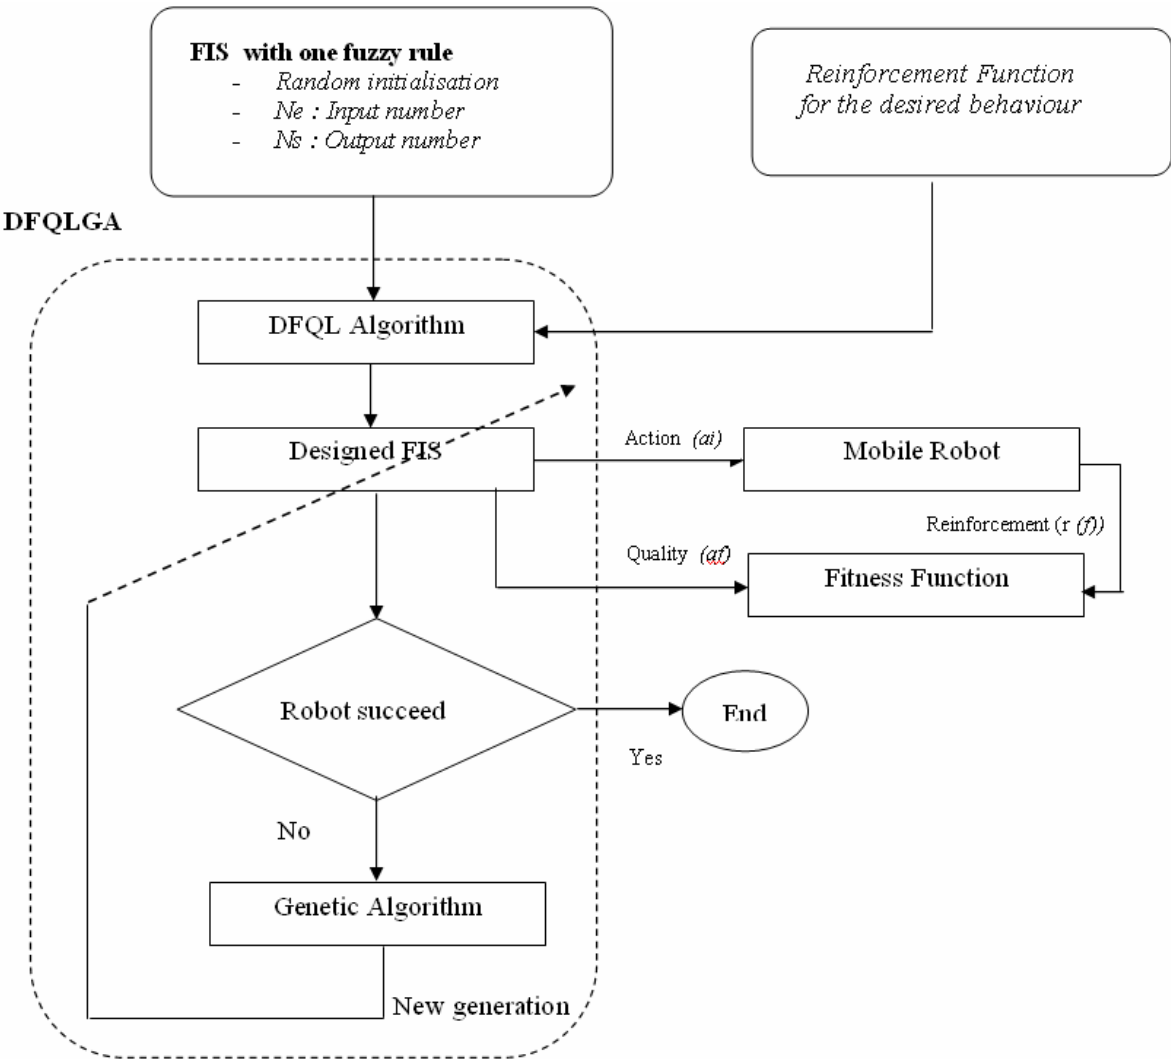 FIS with one fuzzy rule
- Random initialisation
- Ne : Input number
- Ns : Output number
Reinforcement Function
for the desired behaviour
DFQLGA
DFQL Algorithm
Designed FIS
Action (ai)
Mobile Robot
Reinforcement (r (f))
Quality (qf)
Fitness Function
Robot succeed
End
Yes
No
Genetic Algorithm
New generation